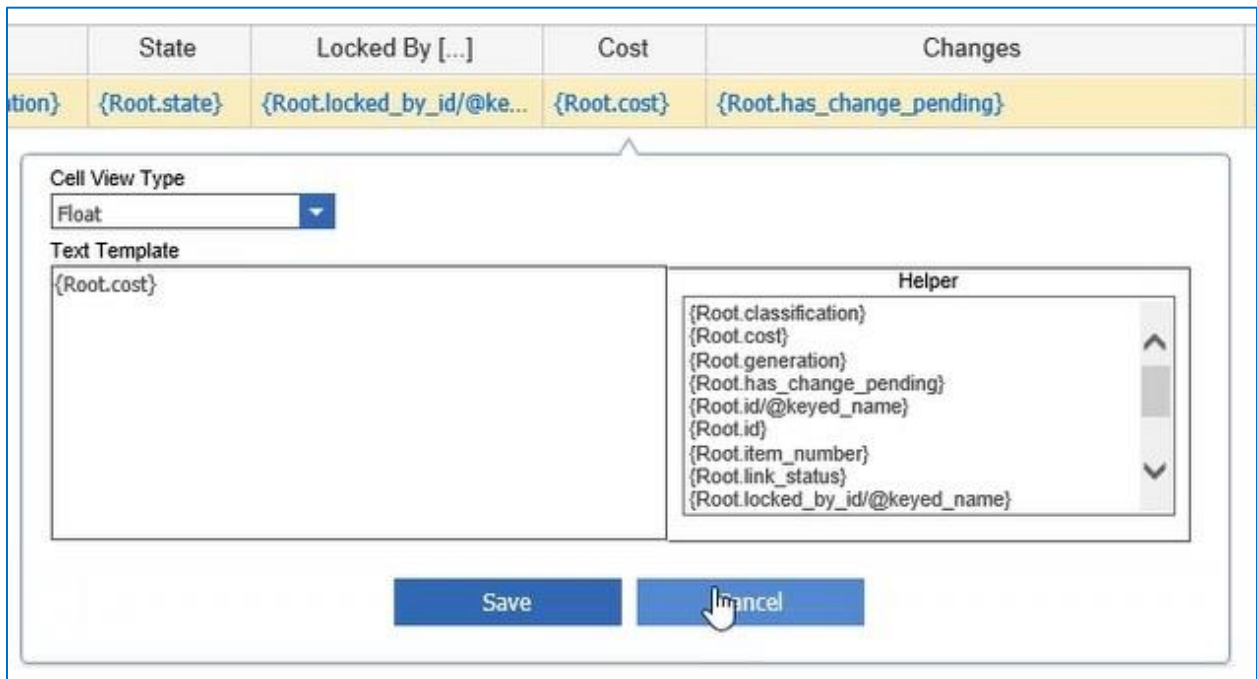 State Locked By [...] Cost Changes
ition} {Root.state} {Root.locked_by_id/@ke... {Root.cost} {Root.has_change_pending}
Cell View Type
Float
Text Template
{Root.cost}
Helper
{Root.classification}
{Root.cost}
{Root.generation}
{Root.has_change_pending}
{Root.id/@keyed_name}
{Root.id}
{Root.item_number}
{Root.link_status}
{Root.locked_by_id/@keyed_name}
Save Cancel